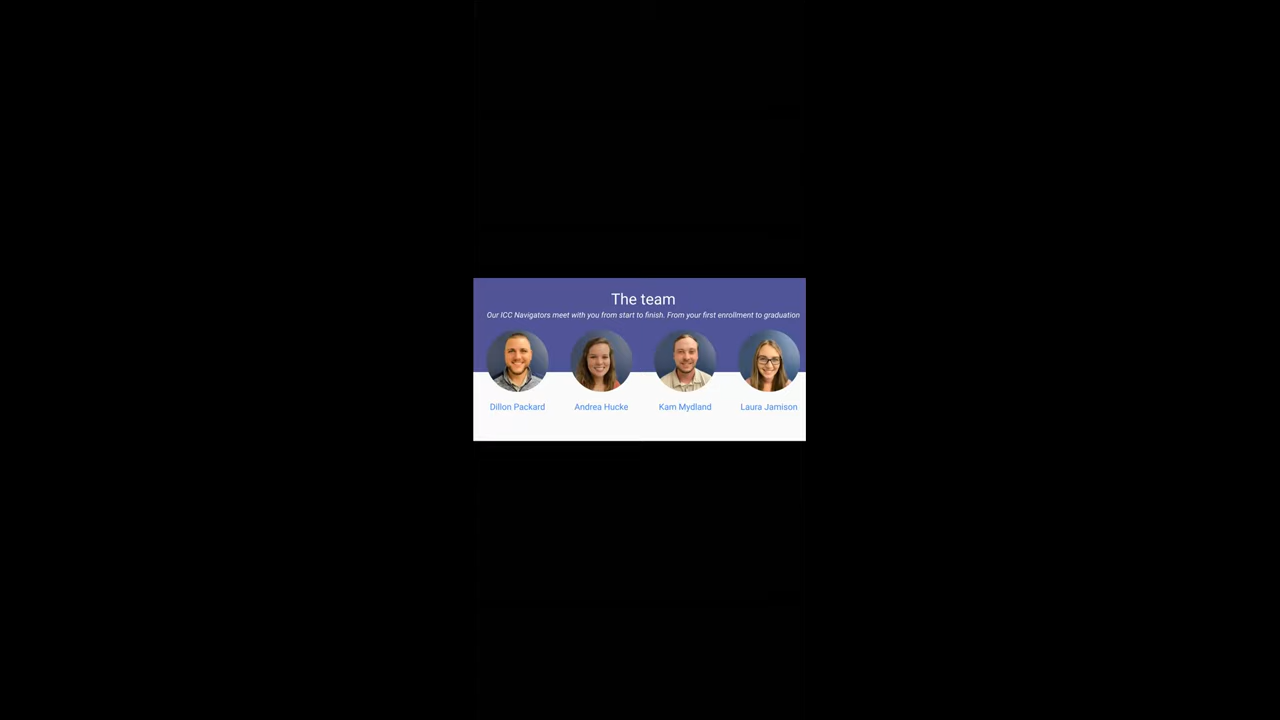 The team
Our ICC Navigators meet with you from start to finish. From your first enrollment to graduation
Dillon Packard
Andrea Hucke
Kam Mydland
Laura Jamison